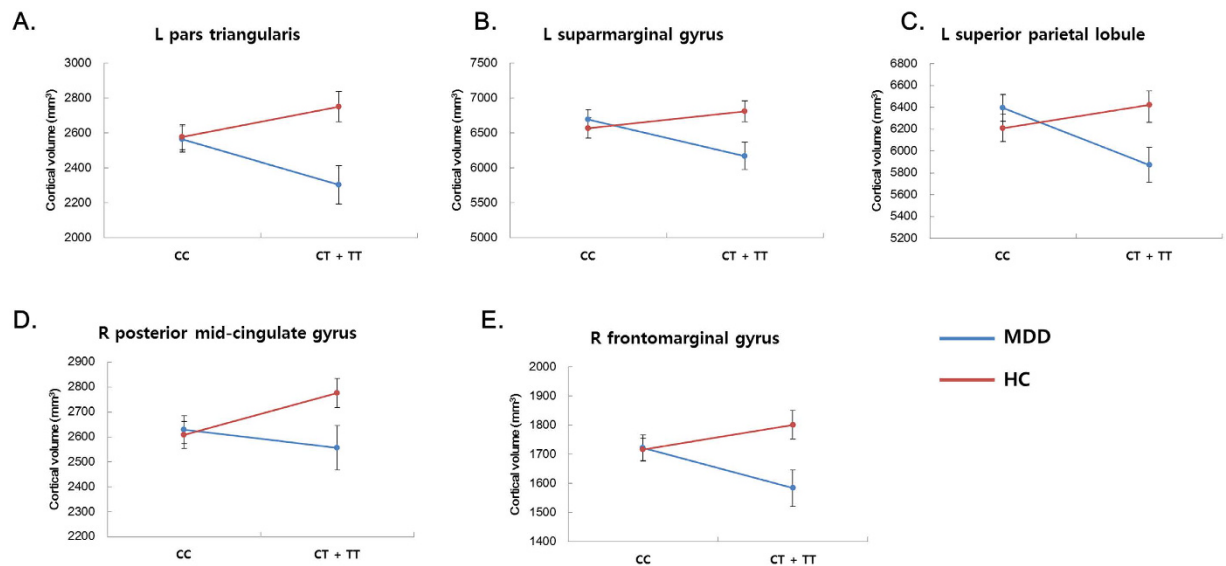 A.
L pars triangularis
Cortical volume (mm³)
3000
2800
2600
2400
2200
2000
CC
CT + TT
B.
L suparmarginal gyrus
Cortical volume (mm³)
7500
7000
6500
6000
5500
5000
CC
CT + TT
C.
L superior parietal lobule
Cortical volume (mm³)
6800
6600
6400
6200
6000
5800
5600
5400
5200
CC
CT + TT
D.
R posterior mid-cingulate gyrus
Cortical volume (mm³)
2900
2800
2700
2600
2500
2400
2300
2200
CC
CT + TT
E.
R frontomarginal gyrus
Cortical volume (mm³)
2000
1900
1800
1700
1600
1500
1400
CC
CT + TT
MDD
HC